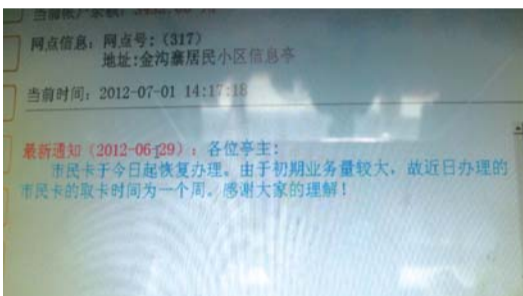 网点信息：网点号：(317)
地址:金沟寨居民小区信息亭
当前时间：2012-07-01 14:17:18
最新通知（2012-06-29）：各位亭主：
市民卡于今日起恢复办理。由于初期业务量较大，故近日办理的
市民卡的取卡时间为一个周。感谢大家的理解！